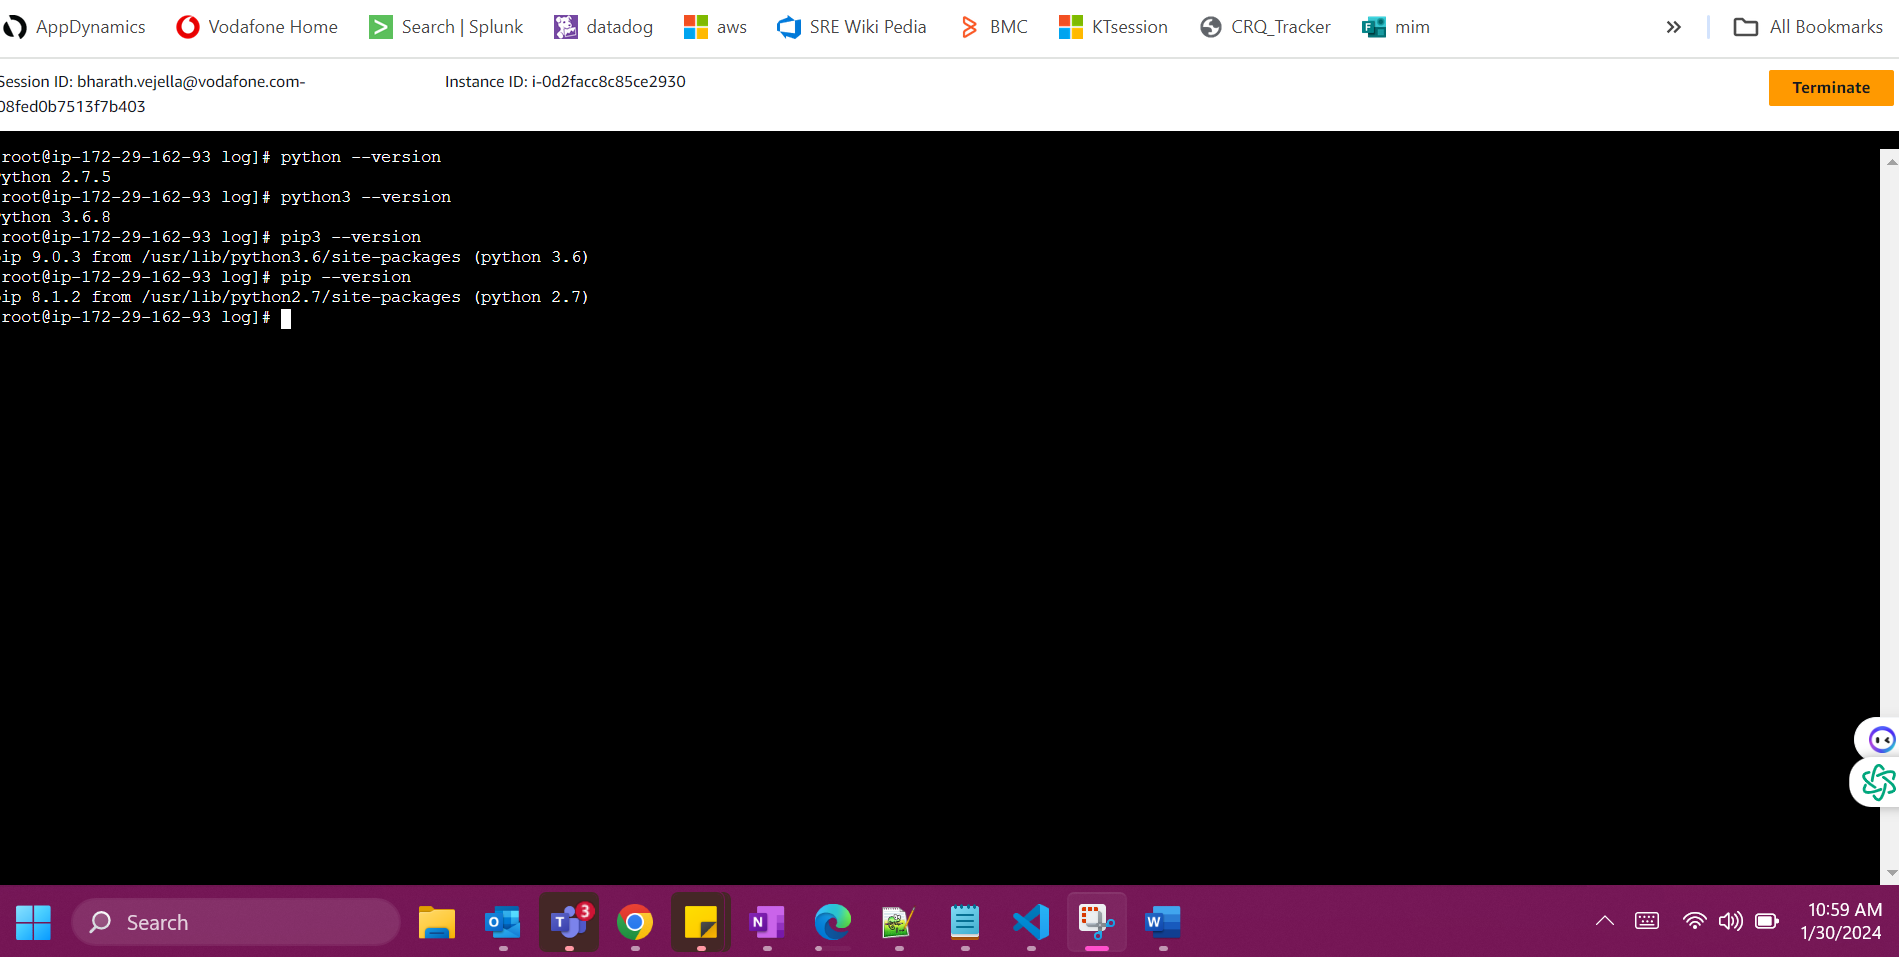 AppDynamics Vodafone Home Search | Splunk datadog aws SRE Wiki Pedia BMC KTsession CRQ_Tracker mim » All Bookmarks
Session ID: bharath.vejella@vodafone.com-
08fed0b7513f7b403
Instance ID: i-0d2facc8c85ce2930
Terminate
root@ip-172-29-162-93 log]# python --version
ython 2.7.5
root@ip-172-29-162-93 log]# python3 --version
ython 3.6.8
root@ip-172-29-162-93 log]# pip3 --version
ip 9.0.3 from /usr/lib/python3.6/site-packages (python 3.6)
root@ip-172-29-162-93 log]# pip --version
ip 8.1.2 from /usr/lib/python2.7/site-packages (python 2.7)
root@ip-172-29-162-93 log]#
Search
3
10:59 AM
1/30/2024